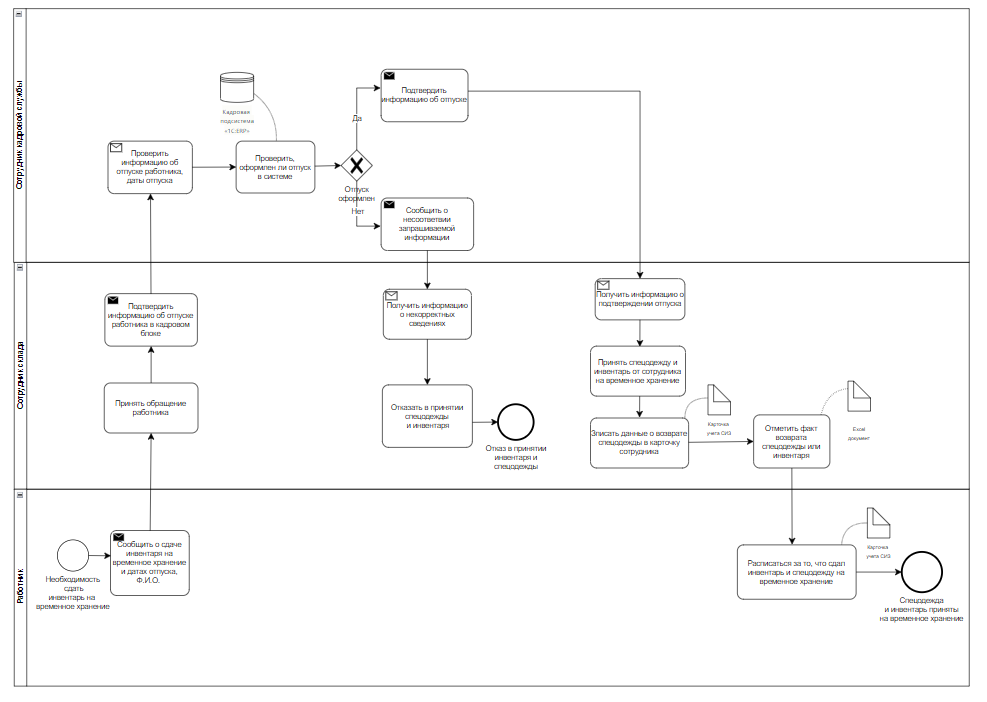 Сотрудник кадровой службы
Кадровая
подсистема
«1С:ERP»
Подтвердить
информацию об отпуске
Да
Проверить
информацию об
отпуске работника,
даты отпуска
Проверить,
оформлен ли отпуск
в системе
Отпуск
оформлен
Нет
Сообщить о
несоответвии
запрашиваемой
информации
Сотрудник склада
Подтвердить
информацию об отпуске
работника в кадровом
блоке
Принять обращение
работника
Получить информацию
о некорректных
сведениях
Отказать в принятии
спецодежды
и инвентаря
Отказ в принятии
инвентаря и
спецодежды
Получить информацию о
подтверждении отпуска
Принять спецодежду и
инвентарь от сотрудника
на временное хранение
Карточка
учета СИЗ
Зписать данные о возврате
спецодежды в карточку
сотрудника
Отметить факт
возврата
спецодежды или
инвентаря
Excel
документ
Работник
Необходимость
сдать
инвентарь на
временное хранение
Сообщить о сдаче
инвентаря на
временное хранение
и датах отпуска,
Ф.И.О.
Карточка
учета СИЗ
Расписаться за то, что сдал
инвентарь и спецодежду на
временное хранение
Спецодежда
и инвентарь приняты
на временное хранение